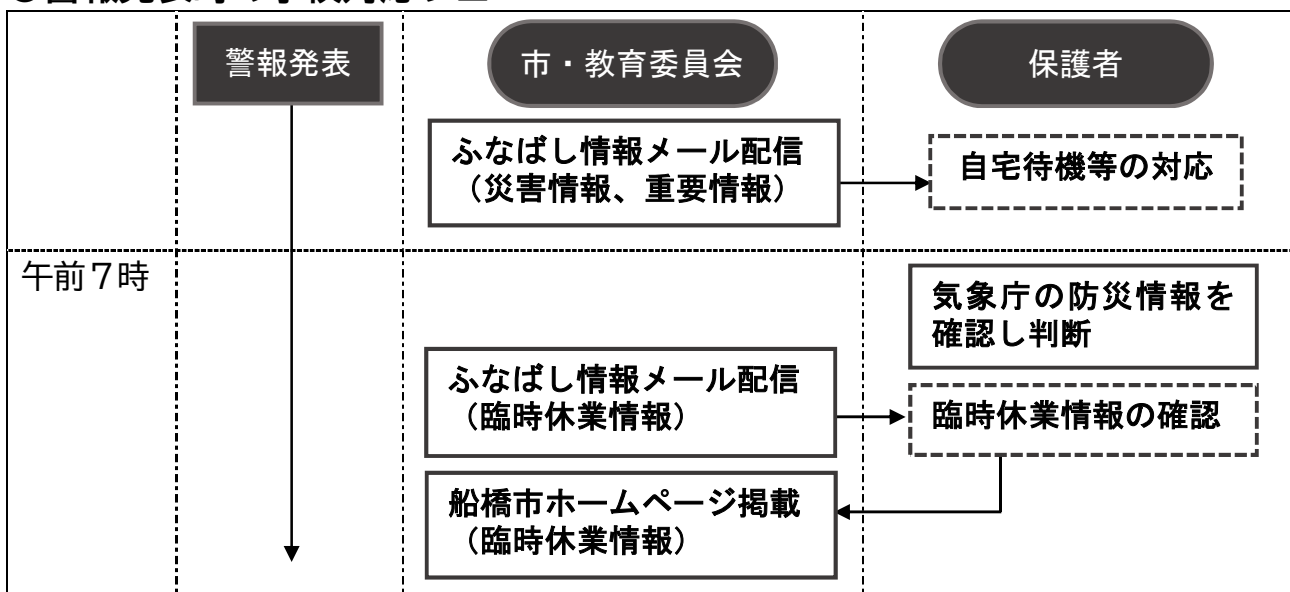 警報発表
市・教育委員会
保護者
ふなばし情報メール配信
（災害情報、重要情報）
自宅待機等の対応
午前７時
気象庁の防災情報を
確認し判断
ふなばし情報メール配信
（臨時休業情報）
臨時休業情報の確認
船橋市ホームページ掲載
（臨時休業情報）